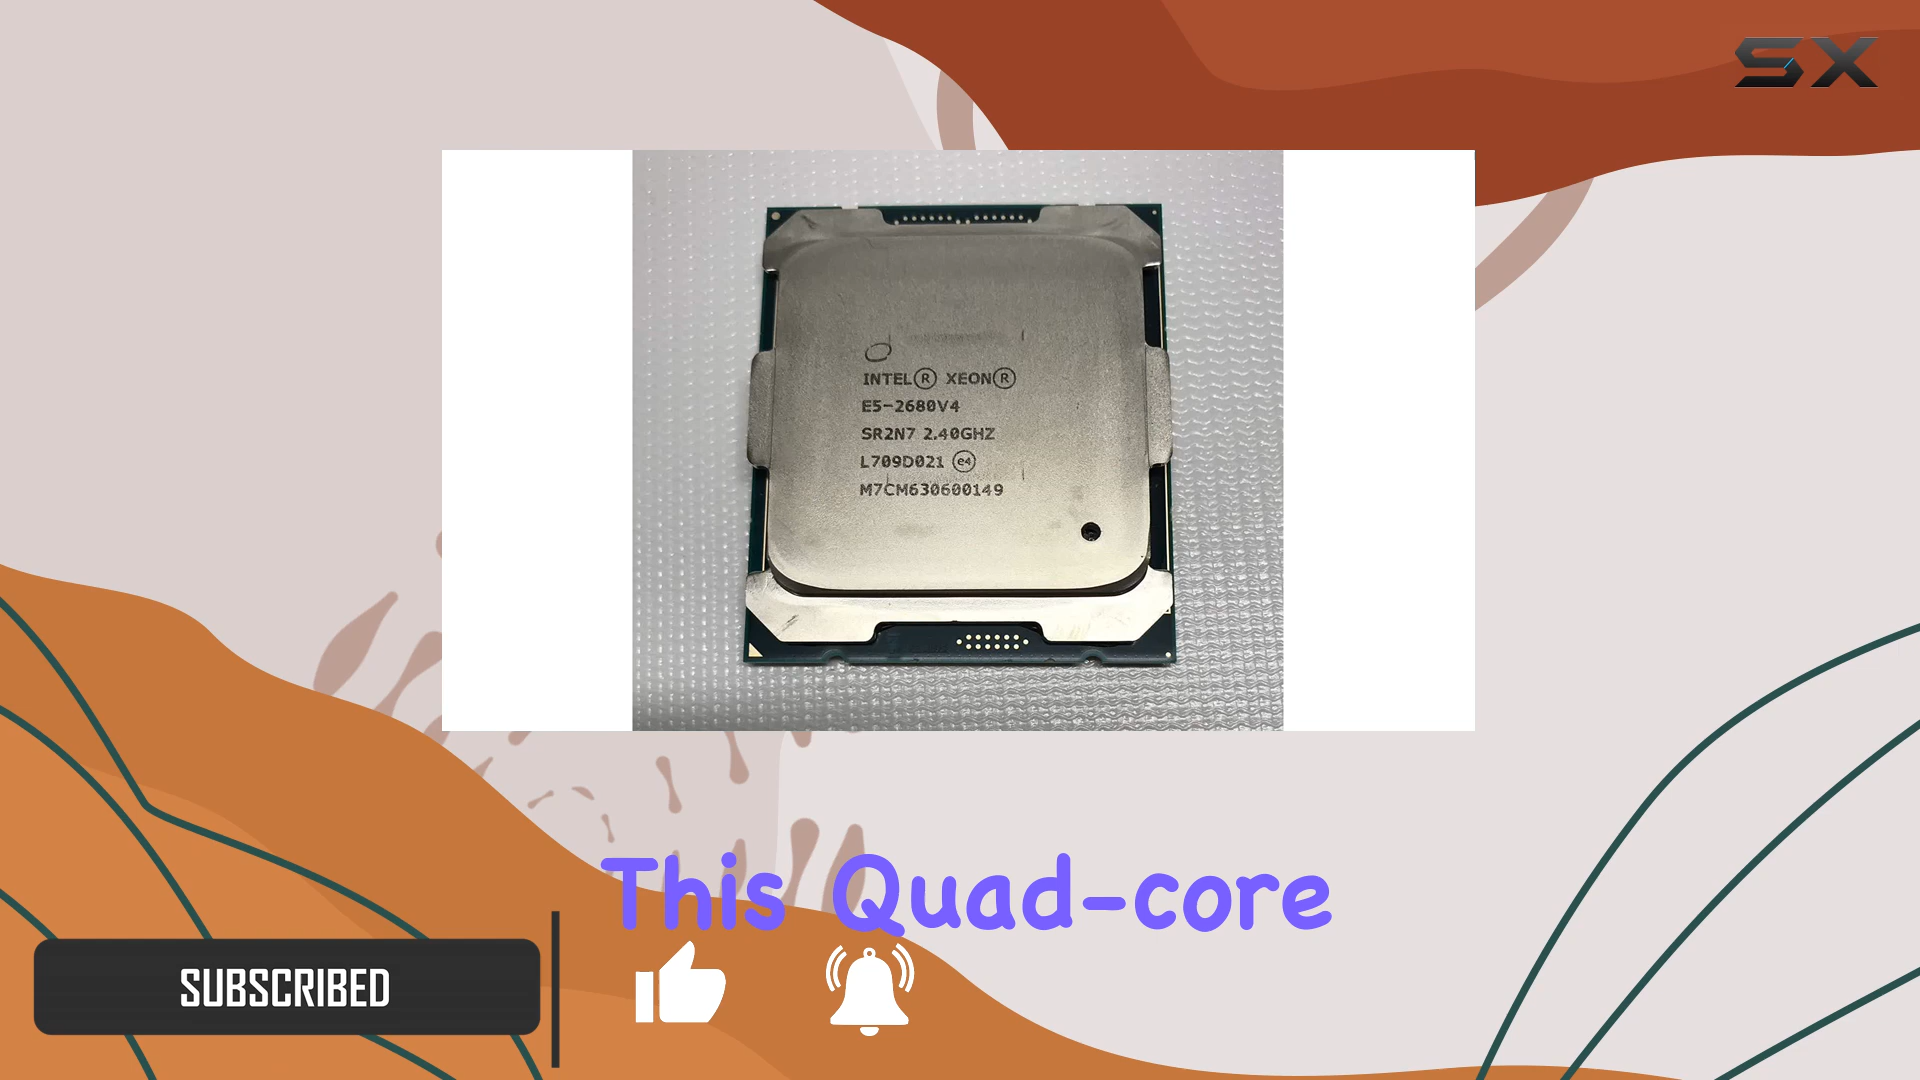 SX
INTEL® XEON®
E5-2680V4
SR2N7 2.40GHZ
L709D021 e4
M7CM630600149
This Quad-core
SUBSCRIBED